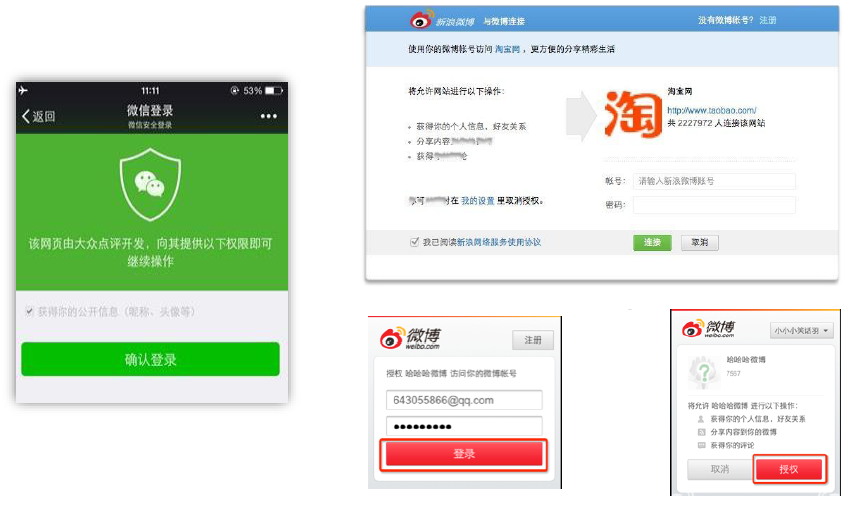 11:11
53%
返回
微信登录
微信安全登录
该网页由大众点评开发，向其提供以下权限即可
继续操作
获得你的公开信息（昵称、头像等）
确认登录
新浪微博 与微博连接
没有微博帐号？ 注册
使用你的微博帐号访问 淘宝网 ，更方便的分享精彩生活
将允许网站进行以下操作：
获得你的个人信息、好友关系
分享内容
获得
淘
淘宝网
http://www.taobao.com/
共 2227972 人连接该网站
帐号： 请输入新浪微博账号
密码：
在 我的设置 里取消授权。
我已阅读新浪网络服务使用协议
连接
取消
微博
weibo.com
注册
授权 哈哈哈微博 访问你的微博帐号
643055866@qq.com
登录
微博
weibo.com
小小小笑话羽
哈哈哈微博
7557
将允许 哈哈哈微博 进行以下操作：
获得你的个人信息，好友关系
分享内容到你的微博
获得你的评论
取消
授权